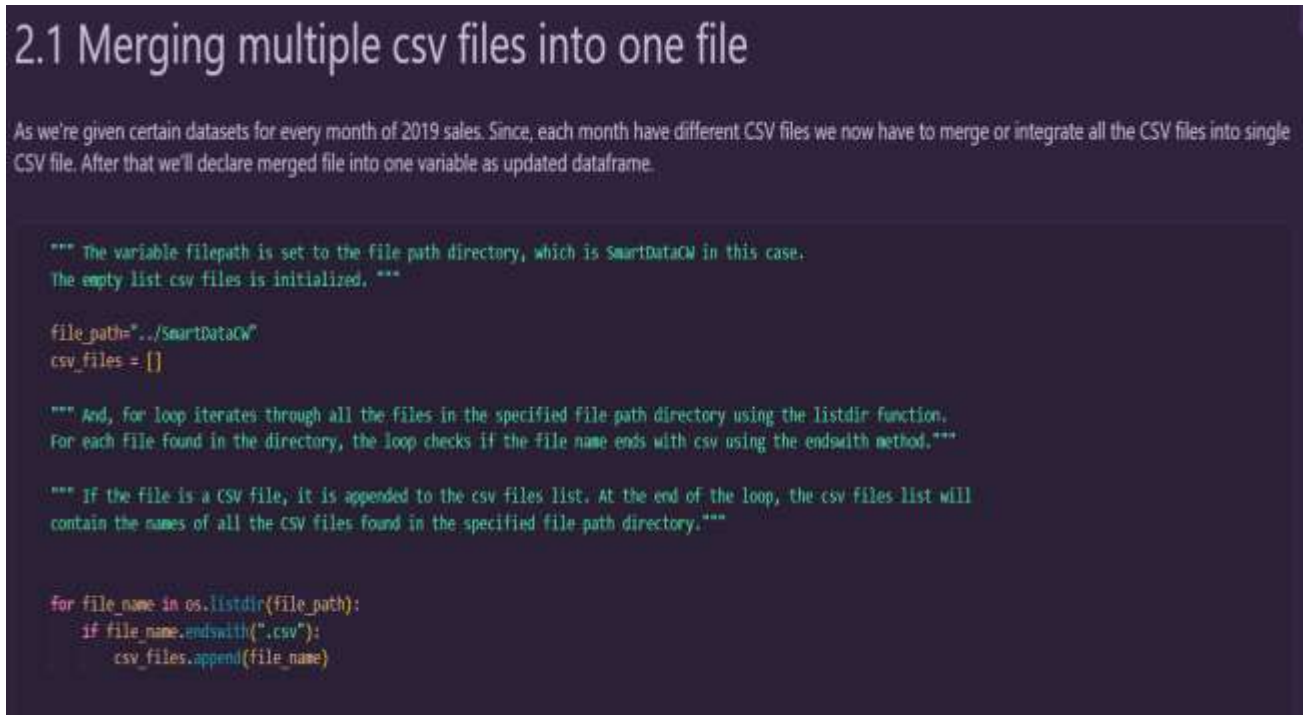 2.1 Merging multiple csv files into one file
As we're given certain datasets for every month of 2019 sales. Since, each month have different CSV files we now have to merge or integrate all the CSV files into single
CSV file. After that we'll declare merged file into one variable as updated dataframe.
""" The variable filepath is set to the file path directory, which is SmartDataCW in this case.
The empty list csv files is initialized. """
file_path="../SmartDataCW"
csv_files = []
""" And, for loop iterates through all the files in the specified file path directory using the listdir function.
For each file found in the directory, the loop checks if the file name ends with csv using the endswith method."""
""" If the file is a CSV file, it is appended to the csv files list. At the end of the loop, the csv files list will
contain the names of all the CSV files found in the specified file path directory."""
for file_name in os.listdir(file_path):
    if file_name.endswith(".csv"):
        csv_files.append(file_name)